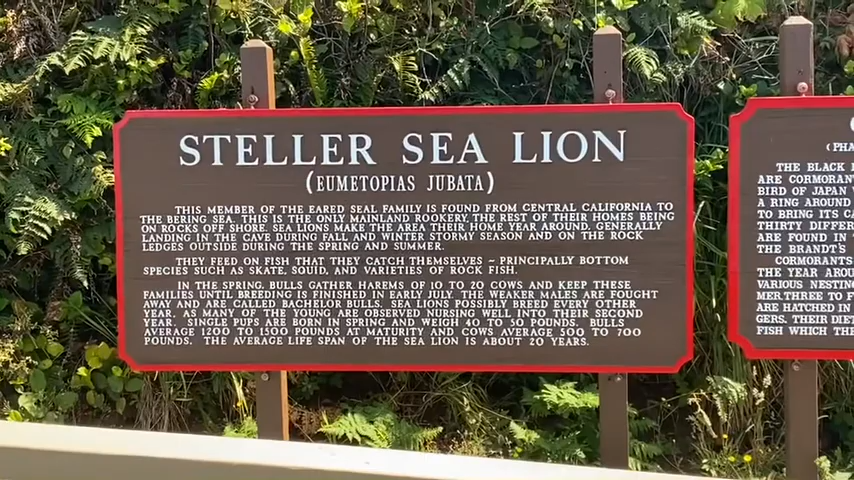 STELLER SEA LION
(EUMETOPIAS JUBATA)
THIS MEMBER OF THE EARED SEAL FAMILY IS FOUND FROM CENTRAL CALIFORNIA TO
THE BERING SEA. THIS IS THE ONLY MAINLAND ROOKERY, THE REST OF THEIR HOMES BEING
ON ROCKS OFF SHORE. SEA LIONS MAKE THE AREA THEIR HOME YEAR AROUND, GENERALLY
LANDING IN THE CAVE DURING FALL AND WINTER STORMY SEASON AND ON THE ROCK
LEDGES OUTSIDE DURING THE SPRING AND SUMMER.
THEY FEED ON FISH THAT THEY CATCH THEMSELVES ~ PRINCIPALLY BOTTOM
SPECIES SUCH AS SKATE, SQUID, AND VARIETIES OF ROCK FISH.
IN THE SPRING, BULLS GATHER HAREMS OF 10 TO 20 COWS AND KEEP THESE
FAMILIES UNTIL BREEDING IS FINISHED IN EARLY JULY. THE WEAKER MALES ARE FOUGHT
AWAY AND ARE CALLED BACHELOR BULLS. SEA LIONS POSSIBLY BREED EVERY OTHER
YEAR, AS MANY OF THE YOUNG ARE OBSERVED NURSING WELL INTO THEIR SECOND
YEAR. SINGLE PUPS ARE BORN IN SPRING AND WEIGH 40 TO 50 POUNDS. BULLS
AVERAGE 1200 TO 1500 POUNDS AT MATURITY AND COWS AVERAGE 500 TO 700
POUNDS. THE AVERAGE LIFE SPAN OF THE SEA LION IS ABOUT 20 YEARS.
(PHA
THE BLACK
ARE CORMORAN
BIRD OF JAPAN
A RING AROUND
TO BRING ITS CA
THIRTY DIFFER
ARE FOUND IN
THE BRANDT'S
CORMORANTS
THE YEAR AROU
VARIOUS NESTIN
MER. THREE TO F
ARE HATCHED IN
GERS. THEIR DIET
FISH WHICH THE